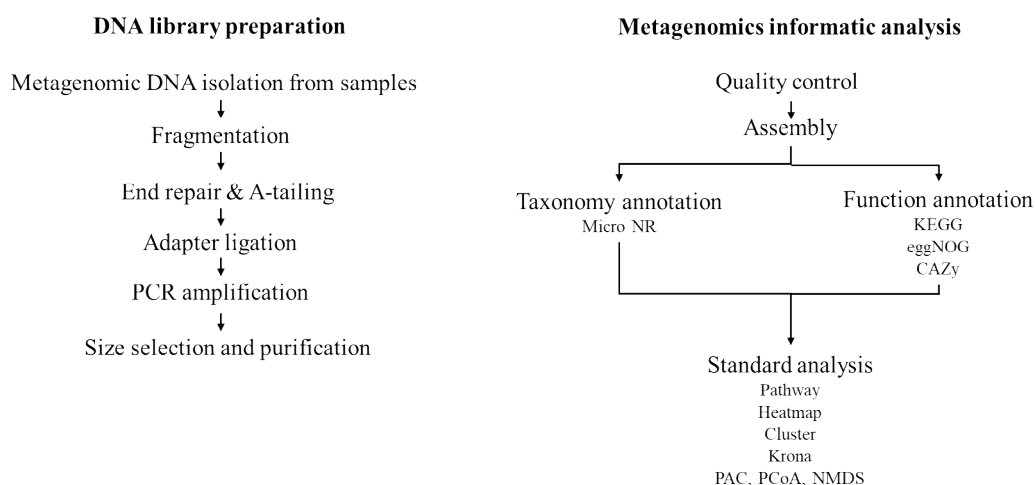 DNA library preparation
Metagenomic DNA isolation from samples
Fragmentation
End repair & A-tailing
Adapter ligation
PCR amplification
Size selection and purification
Metagenomics informatic analysis
Quality control
Assembly
Taxonomy annotation
Micro NR
Function annotation
KEGG
eggNOG
CAZy
Standard analysis
Pathway
Heatmap
Cluster
Krona
PAC, PCoA, NMDS